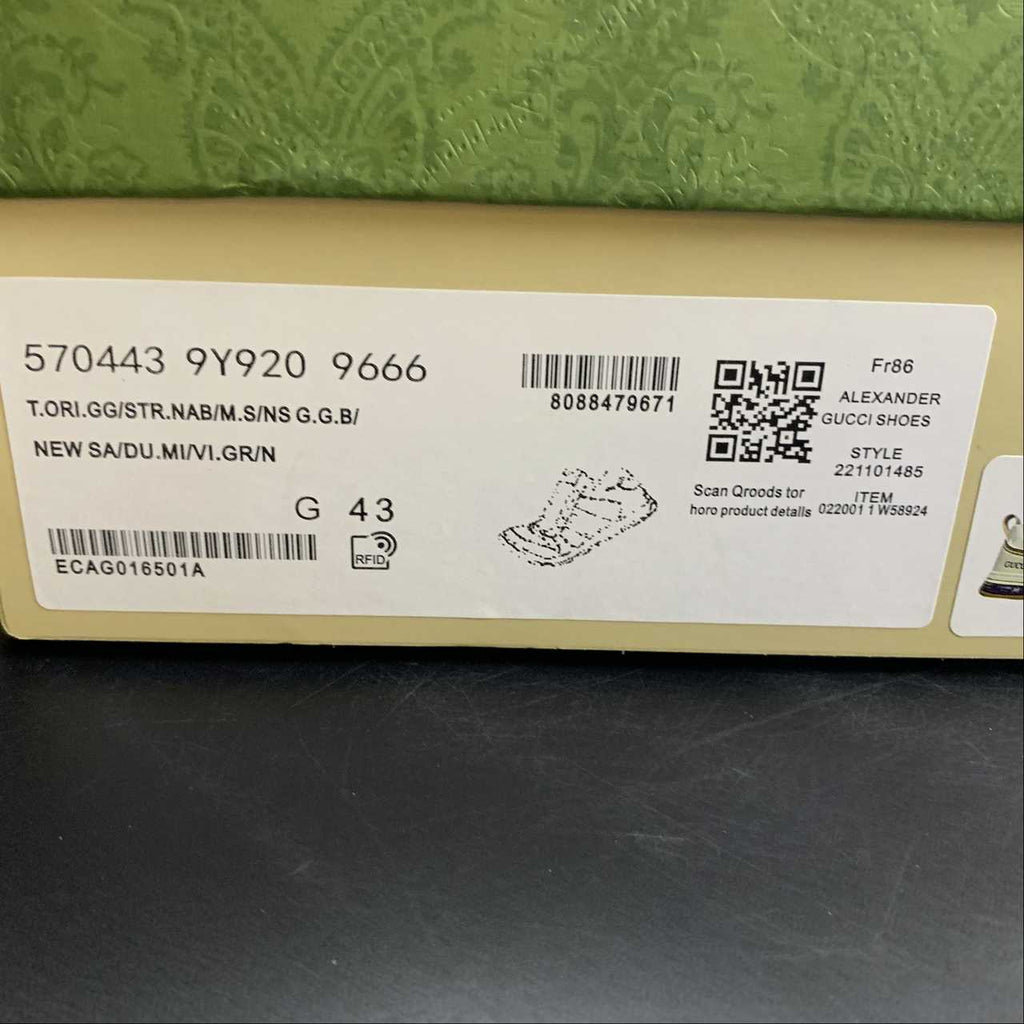 570443 9Y920 9666
T.ORI.GG/STR.NAB/M.S/NS G.G.B/
NEW SA/DU.MI/VI.GR/N
G 43
RFID
ECAG016501A
8088479671
Scan Qroods tor
horo product details
Fr86
ALEXANDER
GUCCI SHOES
STYLE
221101485
ITEM
022001 1 W58924